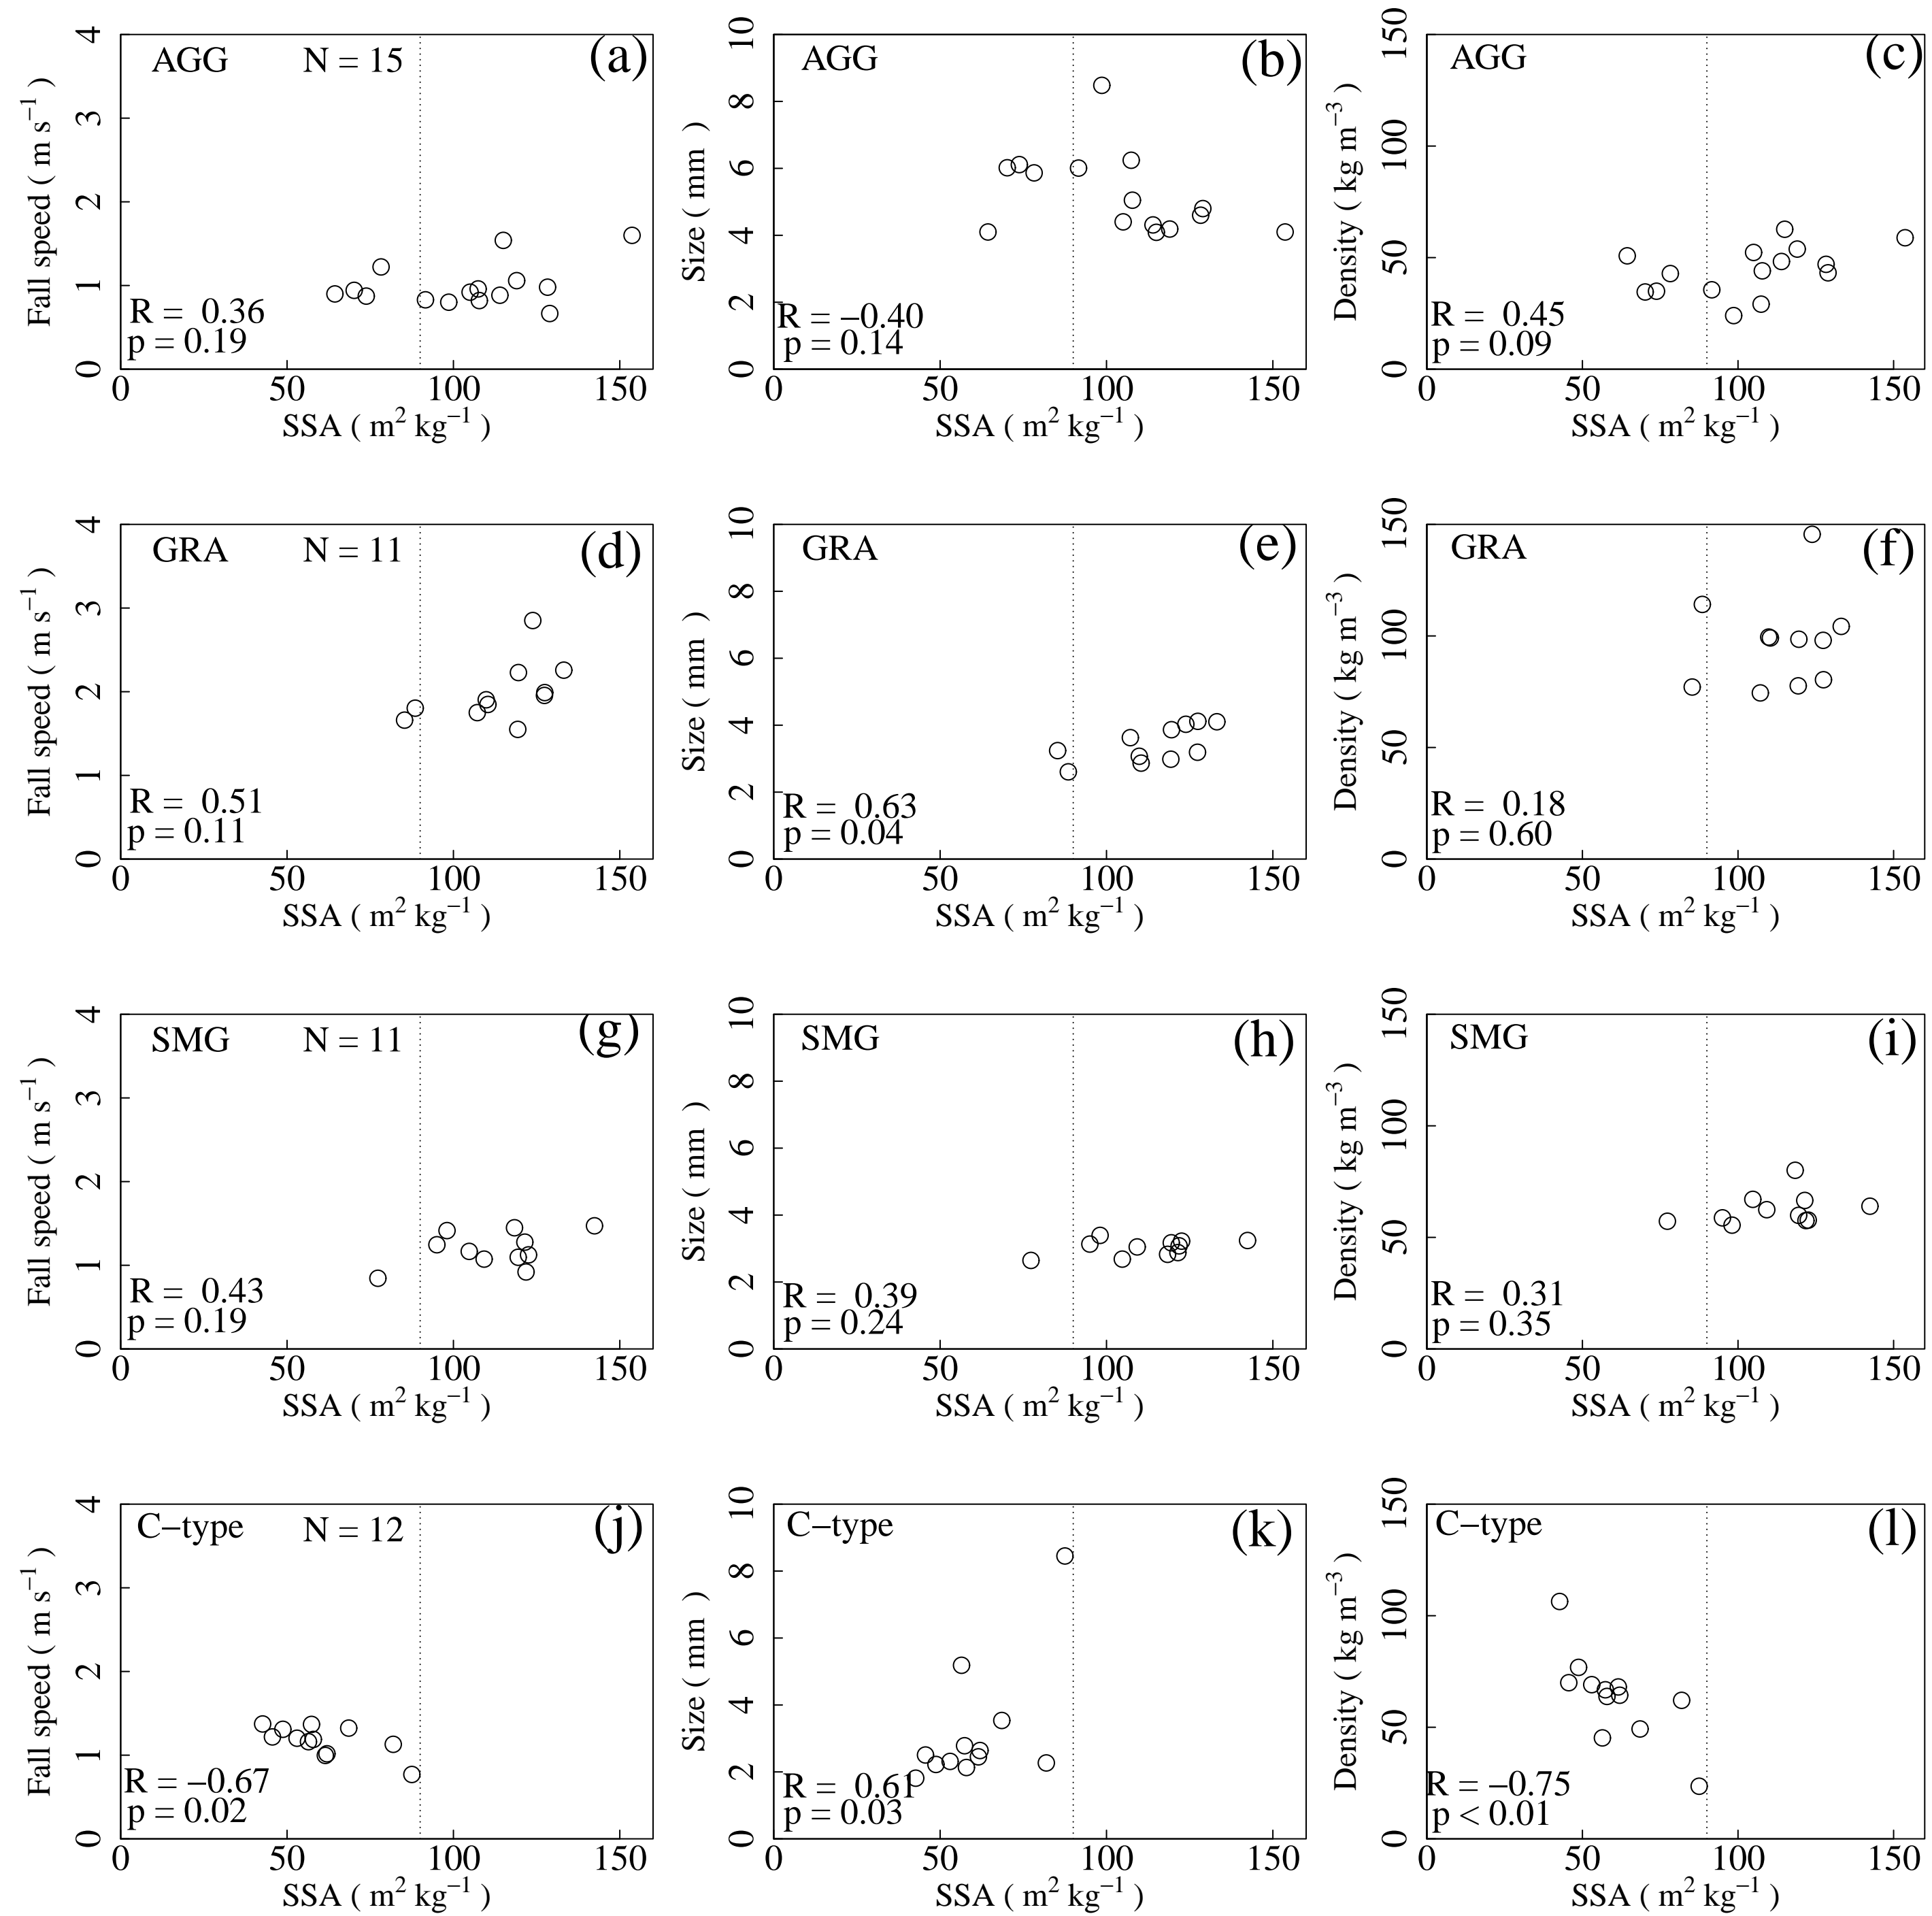 AGG N = 15 (a)
R = 0.36
p = 0.19
Fall speed ( m s⁻¹ )
0 1 2 3 4
0 50 100 150
SSA ( m² kg⁻¹ )
AGG (b)
R = −0.40
p = 0.14
Size ( mm )
0 2 4 6 8 10
0 50 100 150
SSA ( m² kg⁻¹ )
AGG (c)
R = 0.45
p = 0.09
Density ( kg m⁻³ )
0 50 100 150
0 50 100 150
SSA ( m² kg⁻¹ )
GRA N = 11 (d)
R = 0.51
p = 0.11
Fall speed ( m s⁻¹ )
0 1 2 3 4
0 50 100 150
SSA ( m² kg⁻¹ )
GRA (e)
R = 0.63
p = 0.04
Size ( mm )
0 2 4 6 8 10
0 50 100 150
SSA ( m² kg⁻¹ )
GRA (f)
R = 0.18
p = 0.60
Density ( kg m⁻³ )
0 50 100 150
0 50 100 150
SSA ( m² kg⁻¹ )
SMG N = 11 (g)
R = 0.43
p = 0.19
Fall speed ( m s⁻¹ )
0 1 2 3 4
0 50 100 150
SSA ( m² kg⁻¹ )
SMG (h)
R = 0.39
p = 0.24
Size ( mm )
0 2 4 6 8 10
0 50 100 150
SSA ( m² kg⁻¹ )
SMG (i)
R = 0.31
p = 0.35
Density ( kg m⁻³ )
0 50 100 150
0 50 100 150
SSA ( m² kg⁻¹ )
C−type N = 12 (j)
R = −0.67
p = 0.02
Fall speed ( m s⁻¹ )
0 1 2 3 4
0 50 100 150
SSA ( m² kg⁻¹ )
C−type (k)
R = 0.61
p = 0.03
Size ( mm )
0 2 4 6 8 10
0 50 100 150
SSA ( m² kg⁻¹ )
C−type (l)
R = −0.75
p < 0.01
Density ( kg m⁻³ )
0 50 100 150
0 50 100 150
SSA ( m² kg⁻¹ )